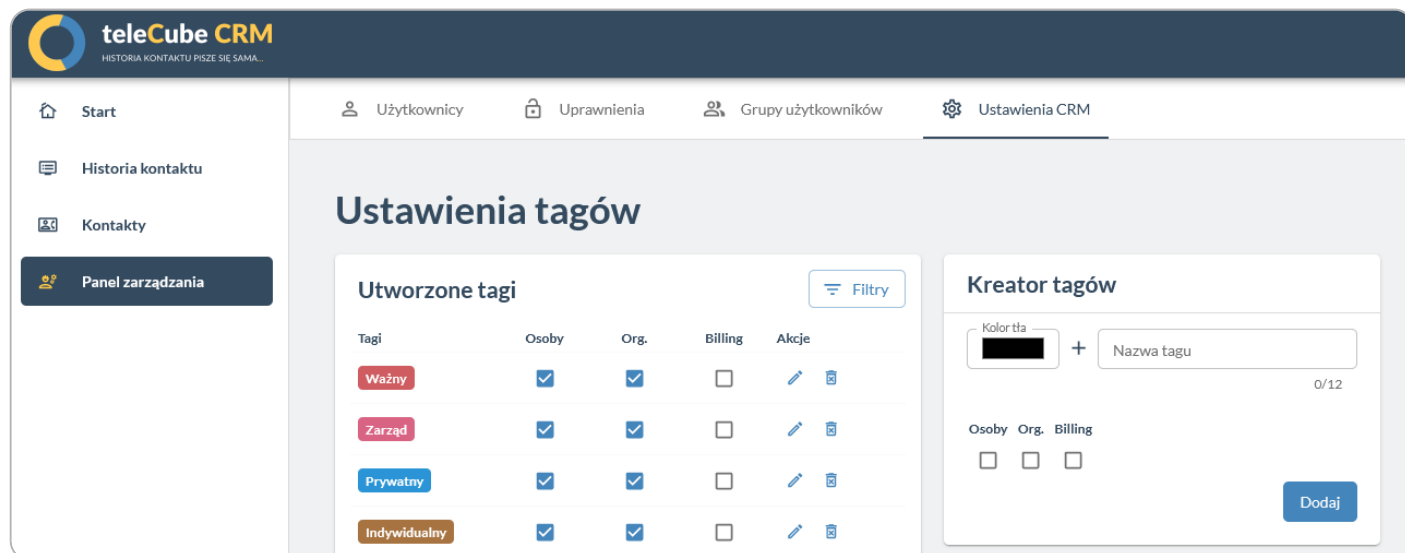 teleCube CRM
HISTORIA KONTAKTU PISZE SIĘ SAMA...
Start
Historia kontaktu
Kontakty
Panel zarządzania
Użytkownicy
Uprawnienia
Grupy użytkowników
Ustawienia CRM
Ustawienia tagów
Utworzone tagi
Filtry
Tagi Osoby Org. Billing Akcje
Ważny
Zarząd
Prywatny
Indywidualny
Kreator tagów
Kolor tła
+
Nazwa tagu
0/12
Osoby Org. Billing
Dodaj